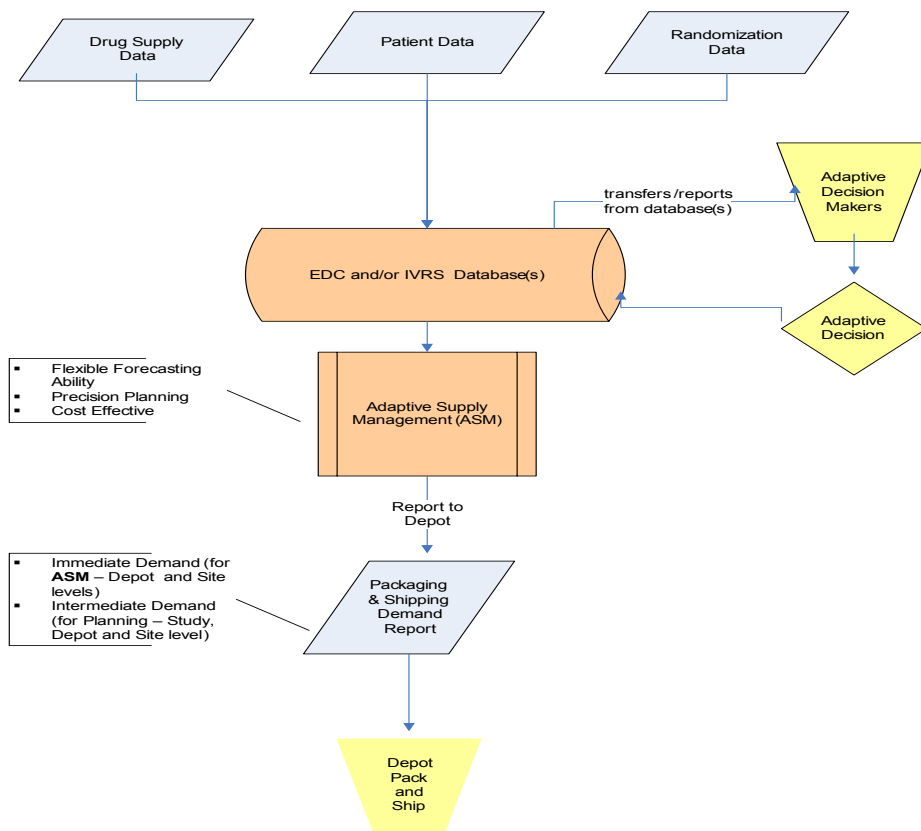 Drug Supply
Data
Patient Data
Randomization
Data
transfers/reports
from database(s)
Adaptive
Decision
Makers
EDC and/or IVRS Database(s)
Adaptive
Decision
▪ Flexible Forecasting
Ability
▪ Precision Planning
▪ Cost Effective
Adaptive Supply
Management (ASM)
Report to
Depot
▪ Immediate Demand (for
ASM – Depot and Site
levels)
▪ Intermediate Demand
(for Planning – Study,
Depot and Site level)
Packaging
& Shipping
Demand
Report
Depot
Pack
and
Ship